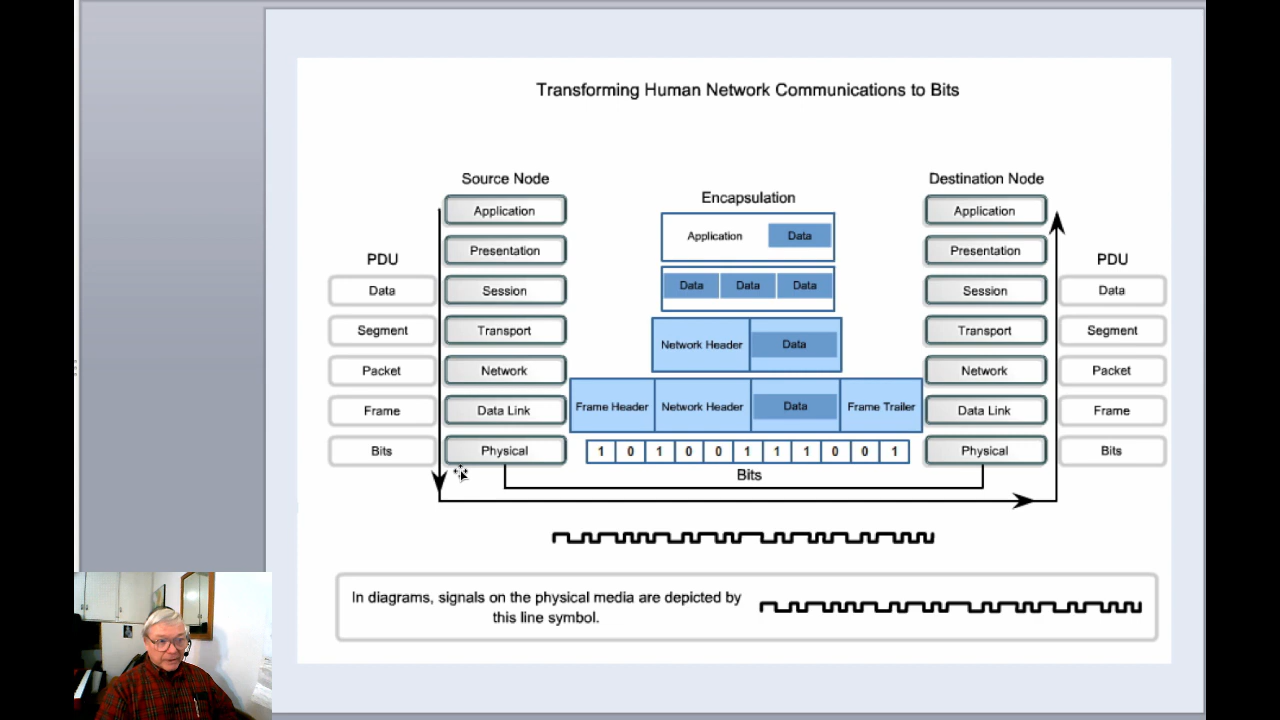 Transforming Human Network Communications to Bits
Source Node
Destination Node
Encapsulation
Application
Application
Data
Application
Presentation
Presentation
PDU
PDU
Data
Session
Data
Data
Data
Session
Data
Segment
Transport
Transport
Segment
Network Header
Data
Packet
Network
Network
Packet
Frame
Data Link
Frame Header
Network Header
Data
Frame Trailer
Data Link
Frame
Bits
Physical
1 0 1 0 0 1 1 1 0 0 1
Physical
Bits
Bits
In diagrams, signals on the physical media are depicted by
this line symbol.